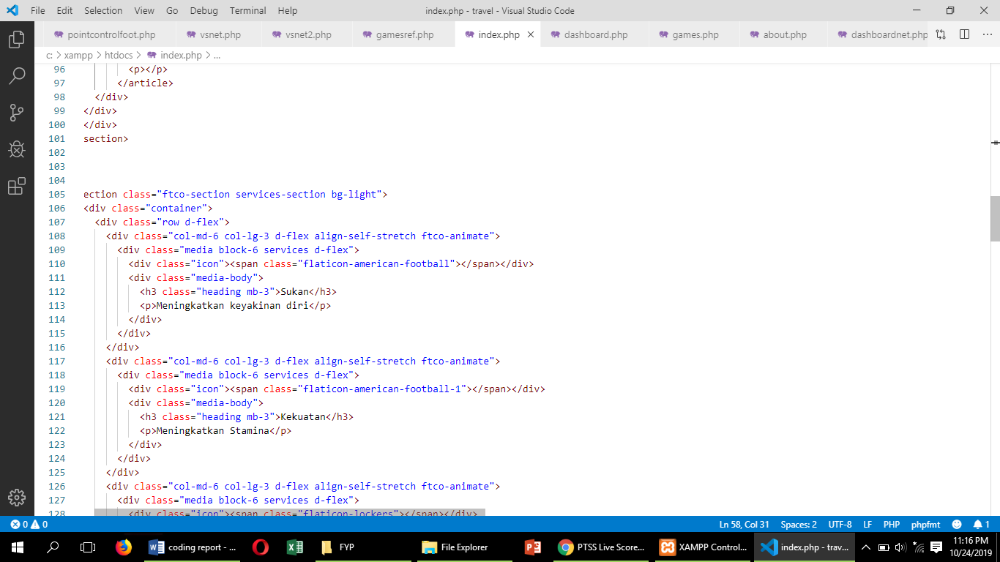 File Edit Selection View Go Debug Terminal Help index.php - travel - Visual Studio Code
pointcontrolfoot.php vsnet.php vsnet2.php gamesref.php index.php dashboard.php games.php about.php dashboardnet.php
c: > xampp > htdocs > index.php > ...
96 <p></p>
97 </article>
98 </div>
99 </div>
100 </div>
101 section>
102
103
104
105 ection class="ftco-section services-section bg-light">
106 <div class="container">
107 <div class="row d-flex">
108 <div class="col-md-6 col-lg-3 d-flex align-self-stretch ftco-animate">
109 <div class="media block-6 services d-flex">
110 <div class="icon"><span class="flaticon-american-football"></span></div>
111 <div class="media-body">
112 <h3 class="heading mb-3">Sukan</h3>
113 <p>Meningkatkan keyakinan diri</p>
114 </div>
115 </div>
116 </div>
117 <div class="col-md-6 col-lg-3 d-flex align-self-stretch ftco-animate">
118 <div class="media block-6 services d-flex">
119 <div class="icon"><span class="flaticon-american-football-1"></span></div>
120 <div class="media-body">
121 <h3 class="heading mb-3">Kekuatan</h3>
122 <p>Meningkatkan Stamina</p>
123 </div>
124 </div>
125 </div>
126 <div class="col-md-6 col-lg-3 d-flex align-self-stretch ftco-animate">
127 <div class="media block-6 services d-flex">
128 <div class="icon"><span class="flaticon-lockers"></span></div>
0 0 Ln 58, Col 31 Spaces: 2 UTF-8 LF PHP phpfmt 1
coding report - ... FYP File Explorer PTSS Live Score... XAMPP Control... index.php - trav... 11:16 PM
10/24/2019